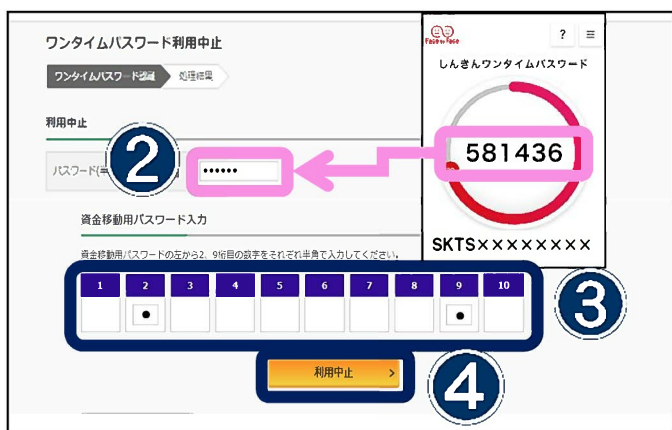 ワンタイムパスワード利用中止
ワンタイムパスワード認証 処理結果
利用中止
②
パスワード(
••••••
資金移動用パスワード入力
資金移動用パスワードの左から2、9桁目の数字をそれぞれ半角で入力してください。
1 2 3 4 5 6 7 8 9 10
● ●
③
利用中止 >
④
Face to Face
? ≡
しんきんワンタイムパスワード
581436
SKTS××××××××